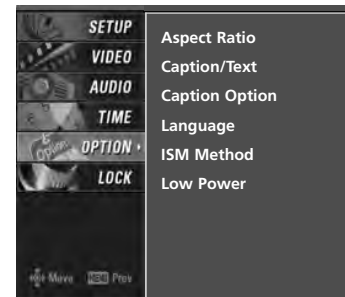 SETUP
VIDEO
AUDIO
TIME
OPTION
LOCK
Move Prev
Aspect Ratio
Caption/Text
Caption Option
Language
ISM Method
Low Power